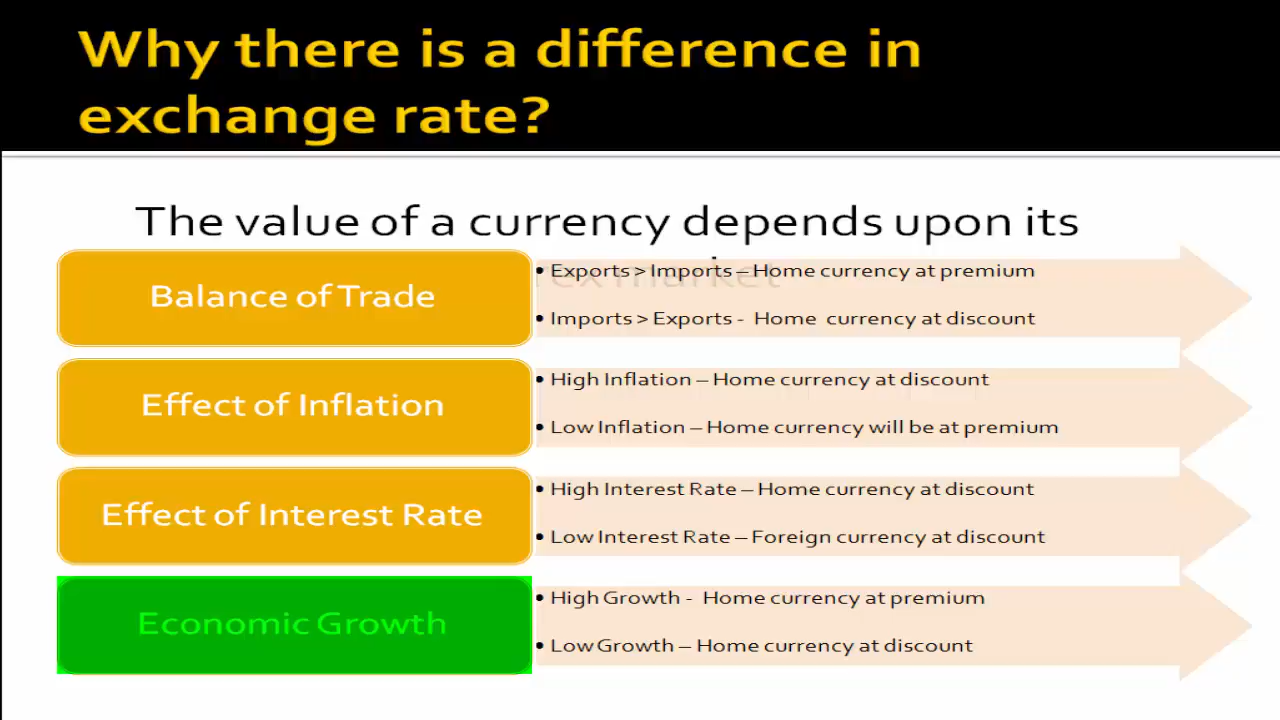 Why there is a difference in
exchange rate?
The value of a currency depends upon its
market
Balance of Trade
• Exports > Imports – Home currency at premium
• Imports > Exports - Home currency at discount
Effect of Inflation
• High Inflation – Home currency at discount
• Low Inflation – Home currency will be at premium
Effect of Interest Rate
• High Interest Rate – Home currency at discount
• Low Interest Rate – Foreign currency at discount
Economic Growth
• High Growth - Home currency at premium
• Low Growth – Home currency at discount